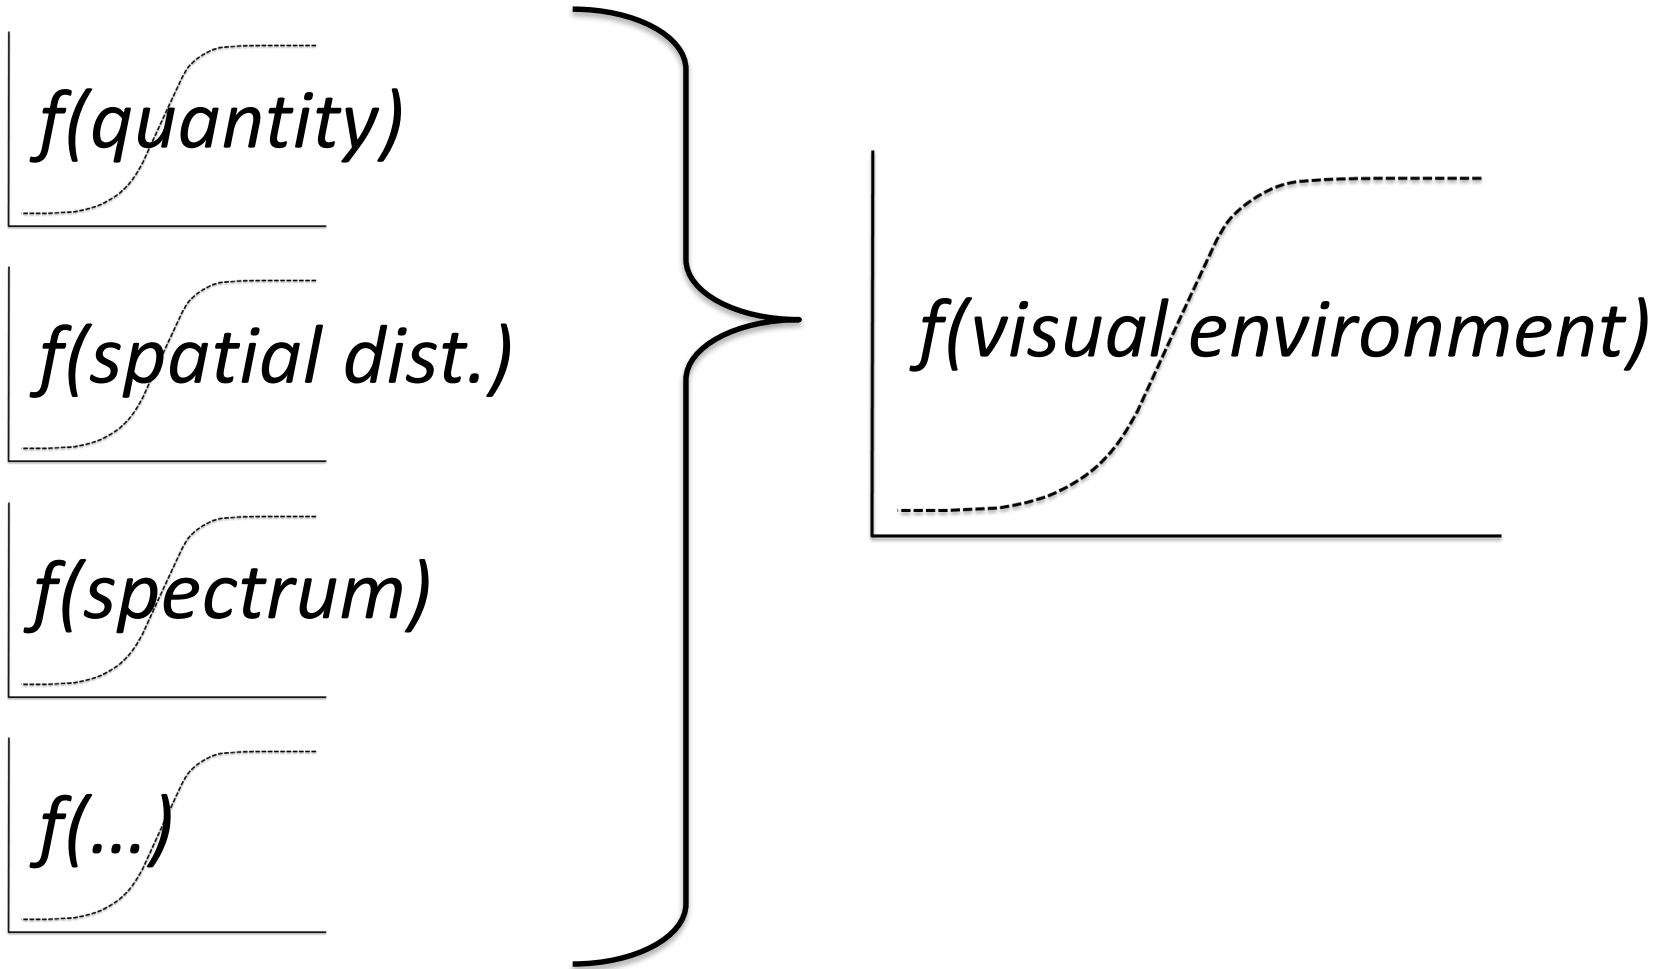 f(quantity)
f(spatial dist.)
f(spectrum)
f(...)
f(visual environment)